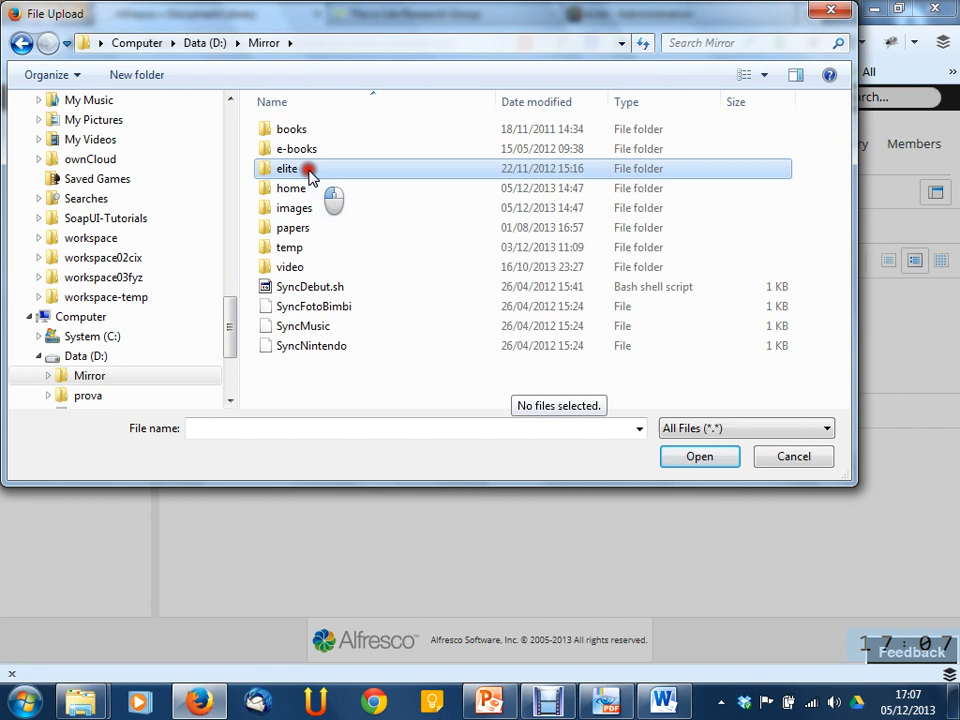 File Upload
Computer
Data (D:)
Mirror
Search Mirror
Organize
New folder
All
My Music
My Pictures
My Videos
ownCloud
Saved Games
Searches
SoapUI-Tutorials
workspace
workspace02cix
workspace03fyz
workspace-temp
Computer
System (C:)
Data (D:)
Mirror
prova
Name Date modified Type Size
books 18/11/2011 14:34 File folder
e-books 15/05/2012 09:38 File folder
elite 22/11/2012 15:16 File folder
home 05/12/2013 14:47 File folder
images 05/12/2013 14:47 File folder
papers 01/08/2013 16:57 File folder
temp 03/12/2013 11:09 File folder
video 16/10/2013 23:27 File folder
SyncDebut.sh 26/04/2012 15:41 Bash shell script 1 KB
SyncFotoBimbi 26/04/2012 15:24 File 1 KB
SyncMusic 26/04/2012 15:24 File 1 KB
SyncNintendo 26/04/2012 15:24 File 1 KB
No files selected.
File name:
All Files (*.*)
Open
Cancel
rch...
Members
Alfresco
Alfresco Software, Inc. © 2005-2013 All rights reserved.
17:07
Feedback
17:07
05/12/2013